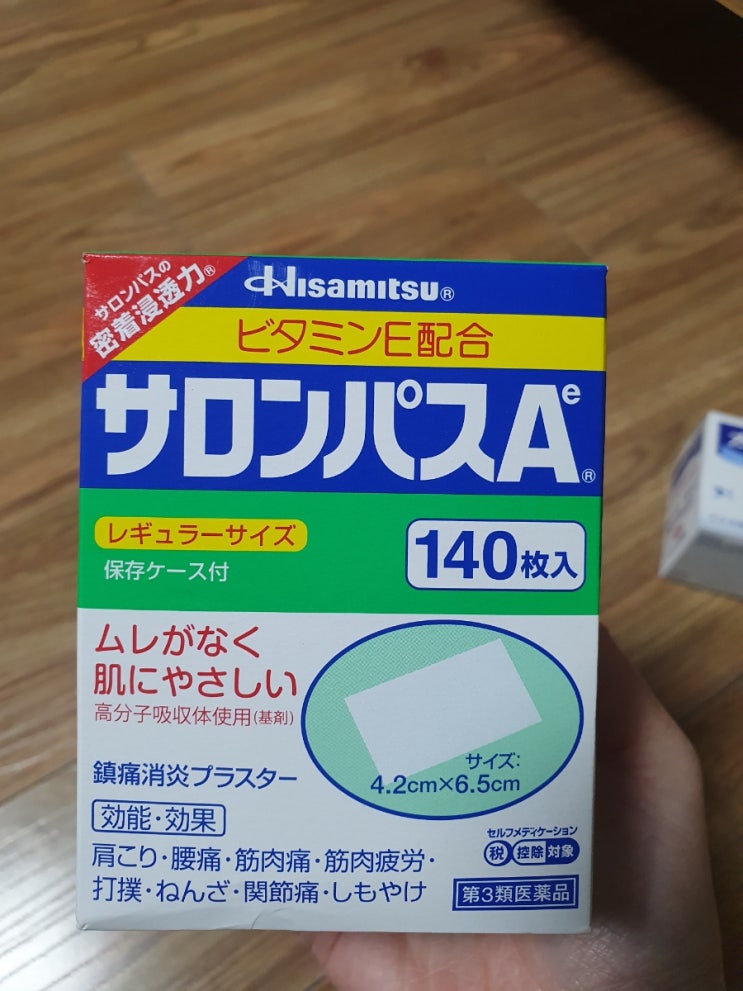 サロンパスの
密着浸透力®
Hisamitsu®
ビタミンE配合
サロンパスAe®
レギュラーサイズ
140枚入
保存ケース付
ムレがなく
肌にやさしい
高分子吸収体使用(基剤)
サイズ:
4.2cm×6.5cm
鎮痛消炎プラスター
効能・効果
肩こり・腰痛・筋肉痛・筋肉疲労・
打撲・ねんざ・関節痛・しもやけ
セルフメディケーション
税 控除 対象
第3類医薬品